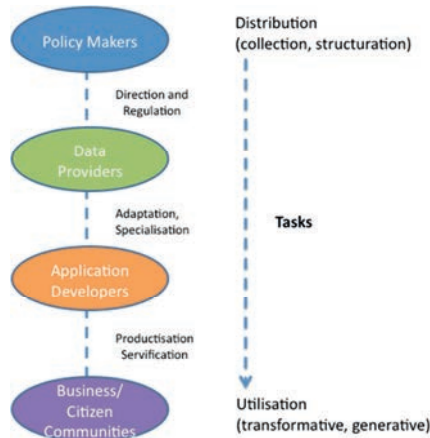 Policy Makers
Direction and
Regulation
Data
Providers
Adaptation,
Specialisation
Application
Developers
Productisation
Servification
Business/
Citizen
Communities
Distribution
(collection, structuration)
Tasks
Utilisation
(transformative, generative)